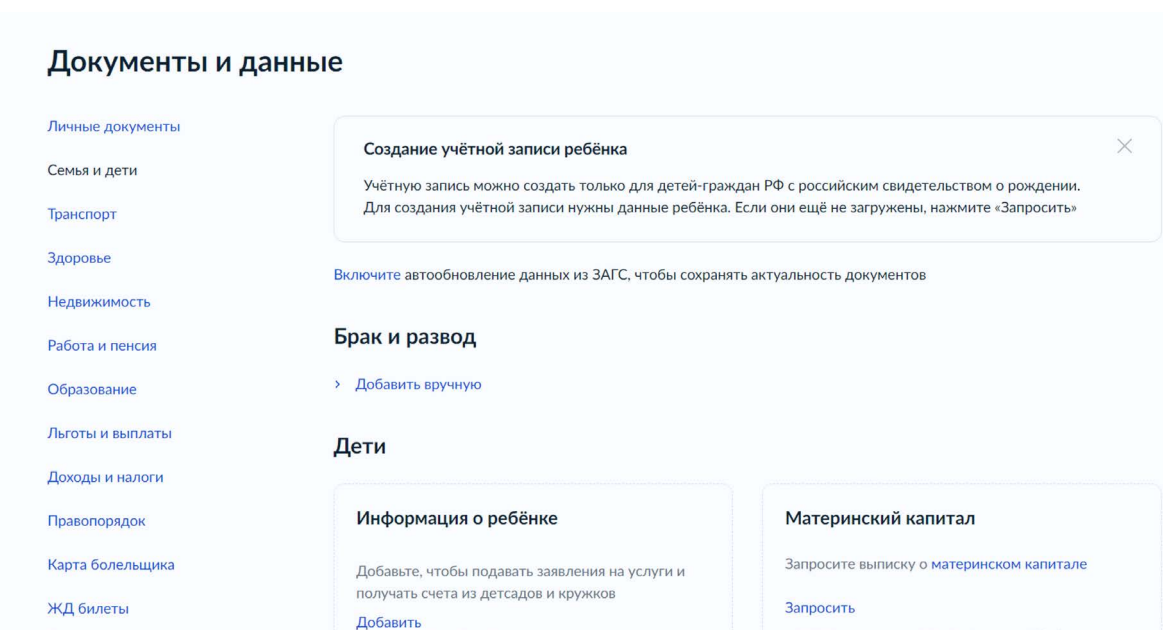 Документы и данные
Личные документы
Семья и дети
Транспорт
Здоровье
Недвижимость
Работа и пенсия
Образование
Льготы и выплаты
Доходы и налоги
Правопорядок
Карта болельщика
ЖД билеты
Создание учётной записи ребёнка
Учётную запись можно создать только для детей-граждан РФ с российским свидетельством о рождении.
Для создания учётной записи нужны данные ребёнка. Если они ещё не загружены, нажмите «Запросить»
Включите автообновление данных из ЗАГС, чтобы сохранять актуальность документов
Брак и развод
Добавить вручную
Дети
Информация о ребёнке
Добавьте, чтобы подавать заявления на услуги и
получать счета из детсадов и кружков
Добавить
Материнский капитал
Запросите выписку о материнском капитале
Запросить